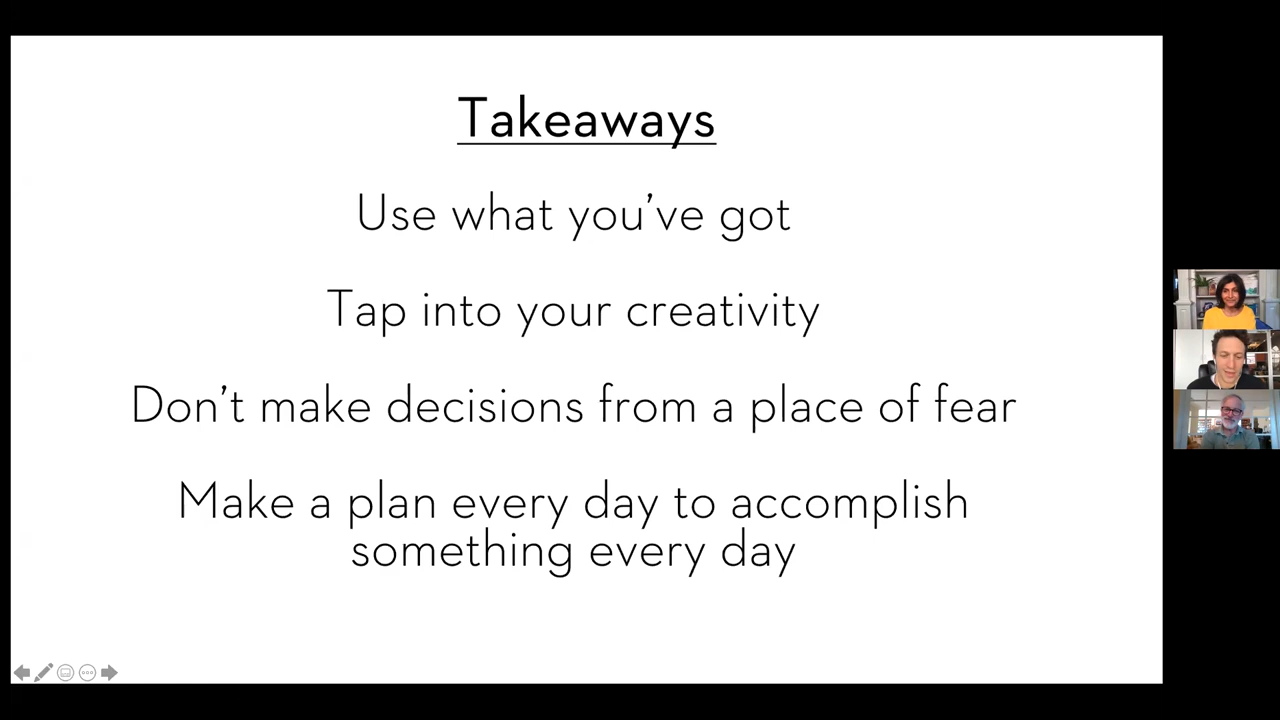 Takeaways
Use what you’ve got
Tap into your creativity
Don’t make decisions from a place of fear
Make a plan every day to accomplish
something every day